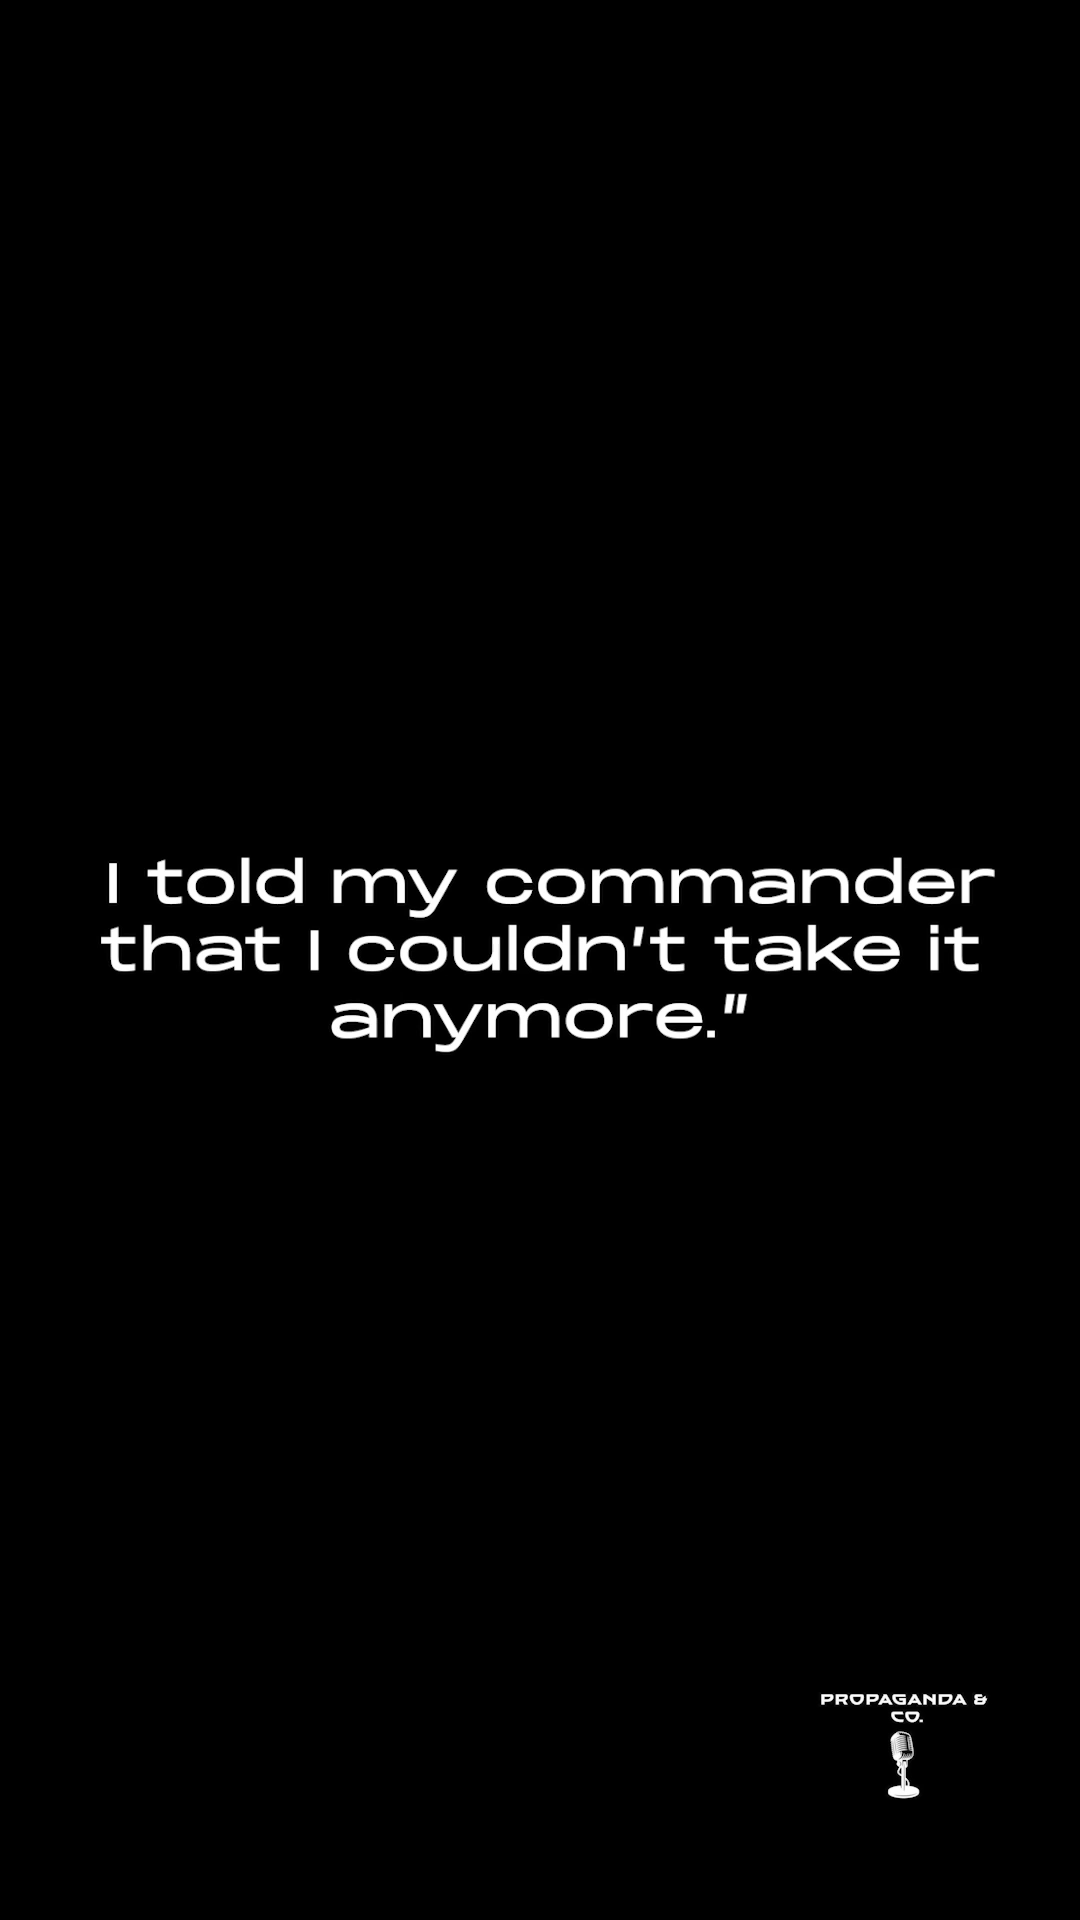 I told my commander
that I couldn't take it
anymore."
PROPAGANDA &
CO.